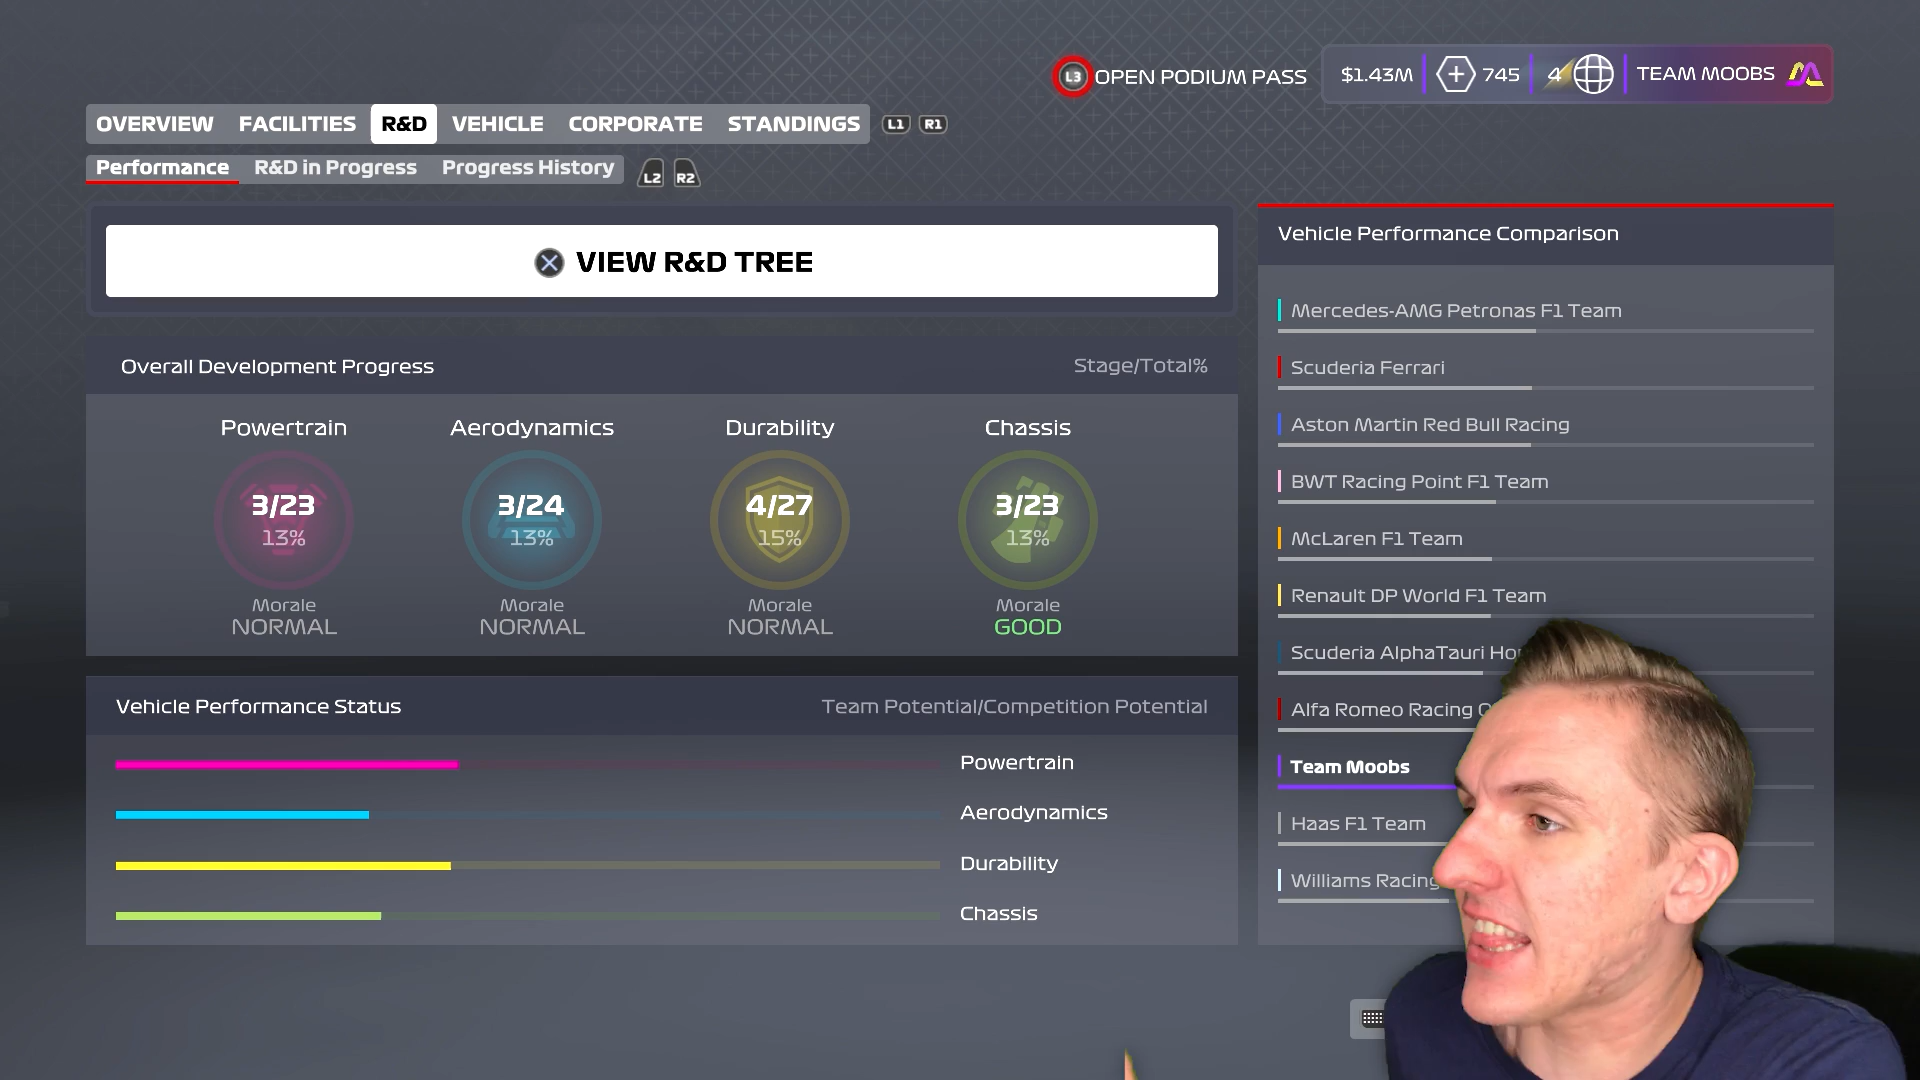 L3 OPEN PODIUM PASS
$1.43M
745
4
TEAM MOOBS
OVERVIEW FACILITIES R&D VEHICLE CORPORATE STANDINGS L1 R1
Performance R&D in Progress Progress History L2 R2
VIEW R&D TREE
Overall Development Progress
Stage/Total%
Powertrain
3/23
13%
Morale
NORMAL
Aerodynamics
3/24
13%
Morale
NORMAL
Durability
4/27
15%
Morale
NORMAL
Chassis
3/23
13%
Morale
GOOD
Vehicle Performance Status
Team Potential/Competition Potential
Powertrain
Aerodynamics
Durability
Chassis
Vehicle Performance Comparison
Mercedes-AMG Petronas F1 Team
Scuderia Ferrari
Aston Martin Red Bull Racing
BWT Racing Point F1 Team
McLaren F1 Team
Renault DP World F1 Team
Scuderia AlphaTauri Ho
Alfa Romeo Racing
Team Moobs
Haas F1 Team
Williams Racing